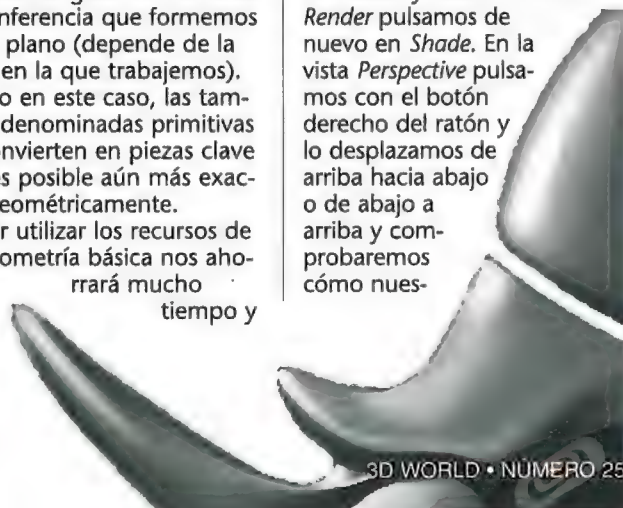 nferencia que formemos
plano (depende de la
en la que trabajemos).
o en este caso, las tam-
denominadas primitivas
nvierten en piezas clave
es posible aún más exac-
eométricamente.
r utilizar los recursos de
ometría básica nos aho-
rrará mucho
tiempo y
Render pulsamos de
nuevo en Shade. En la
vista Perspective pulsa-
mos con el botón
derecho del ratón y
lo desplazamos de
arriba hacia abajo
o de abajo a
arriba y com-
probaremos
cómo nues-
3D WORLD • NÚMERO 25